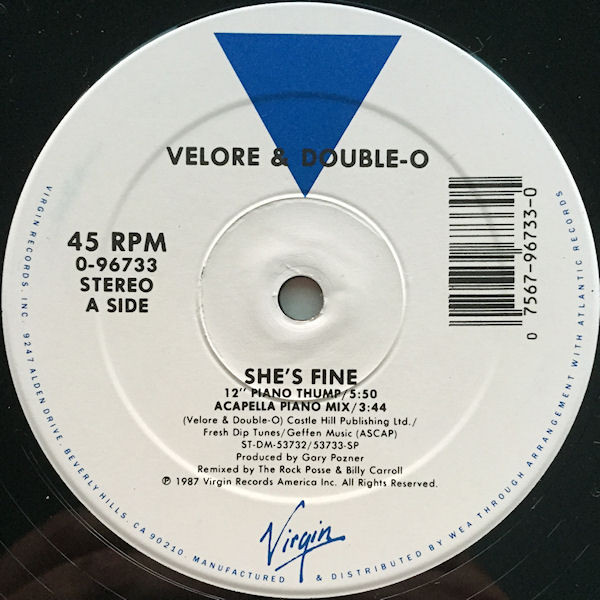 VELORE & DOUBLE-O
45 RPM
0-96733
STEREO
A SIDE
0 7567-96733-0
SHE'S FINE
12" PIANO THUMP/5:50
ACAPELLA PIANO MIX/3:44
(Velore & Double-O) Castle Hill Publishing Ltd./
Fresh Dip Tunes/Geffen Music (ASCAP)
ST-DM-53732/53733-SP
Produced by Gary Pozner
Remixed by The Rock Posse & Billy Carroll
℗ 1987 Virgin Records America Inc. All Rights Reserved.
Virgin
VIRGIN RECORDS, INC. 9247 ALDEN DRIVE, BEVERLY HILLS, CA 90210. MANUFACTURED & DISTRIBUTED BY WEA THROUGH ARRANGEMENT WITH ATLANTIC RECORDS